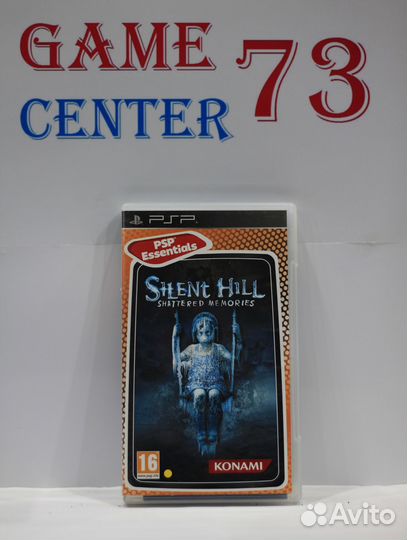 GAME
CENTER 73
PSP
PSP
Essentials
SILENT HILL
SHATTERED MEMORIES
16
KONAMI
Avito